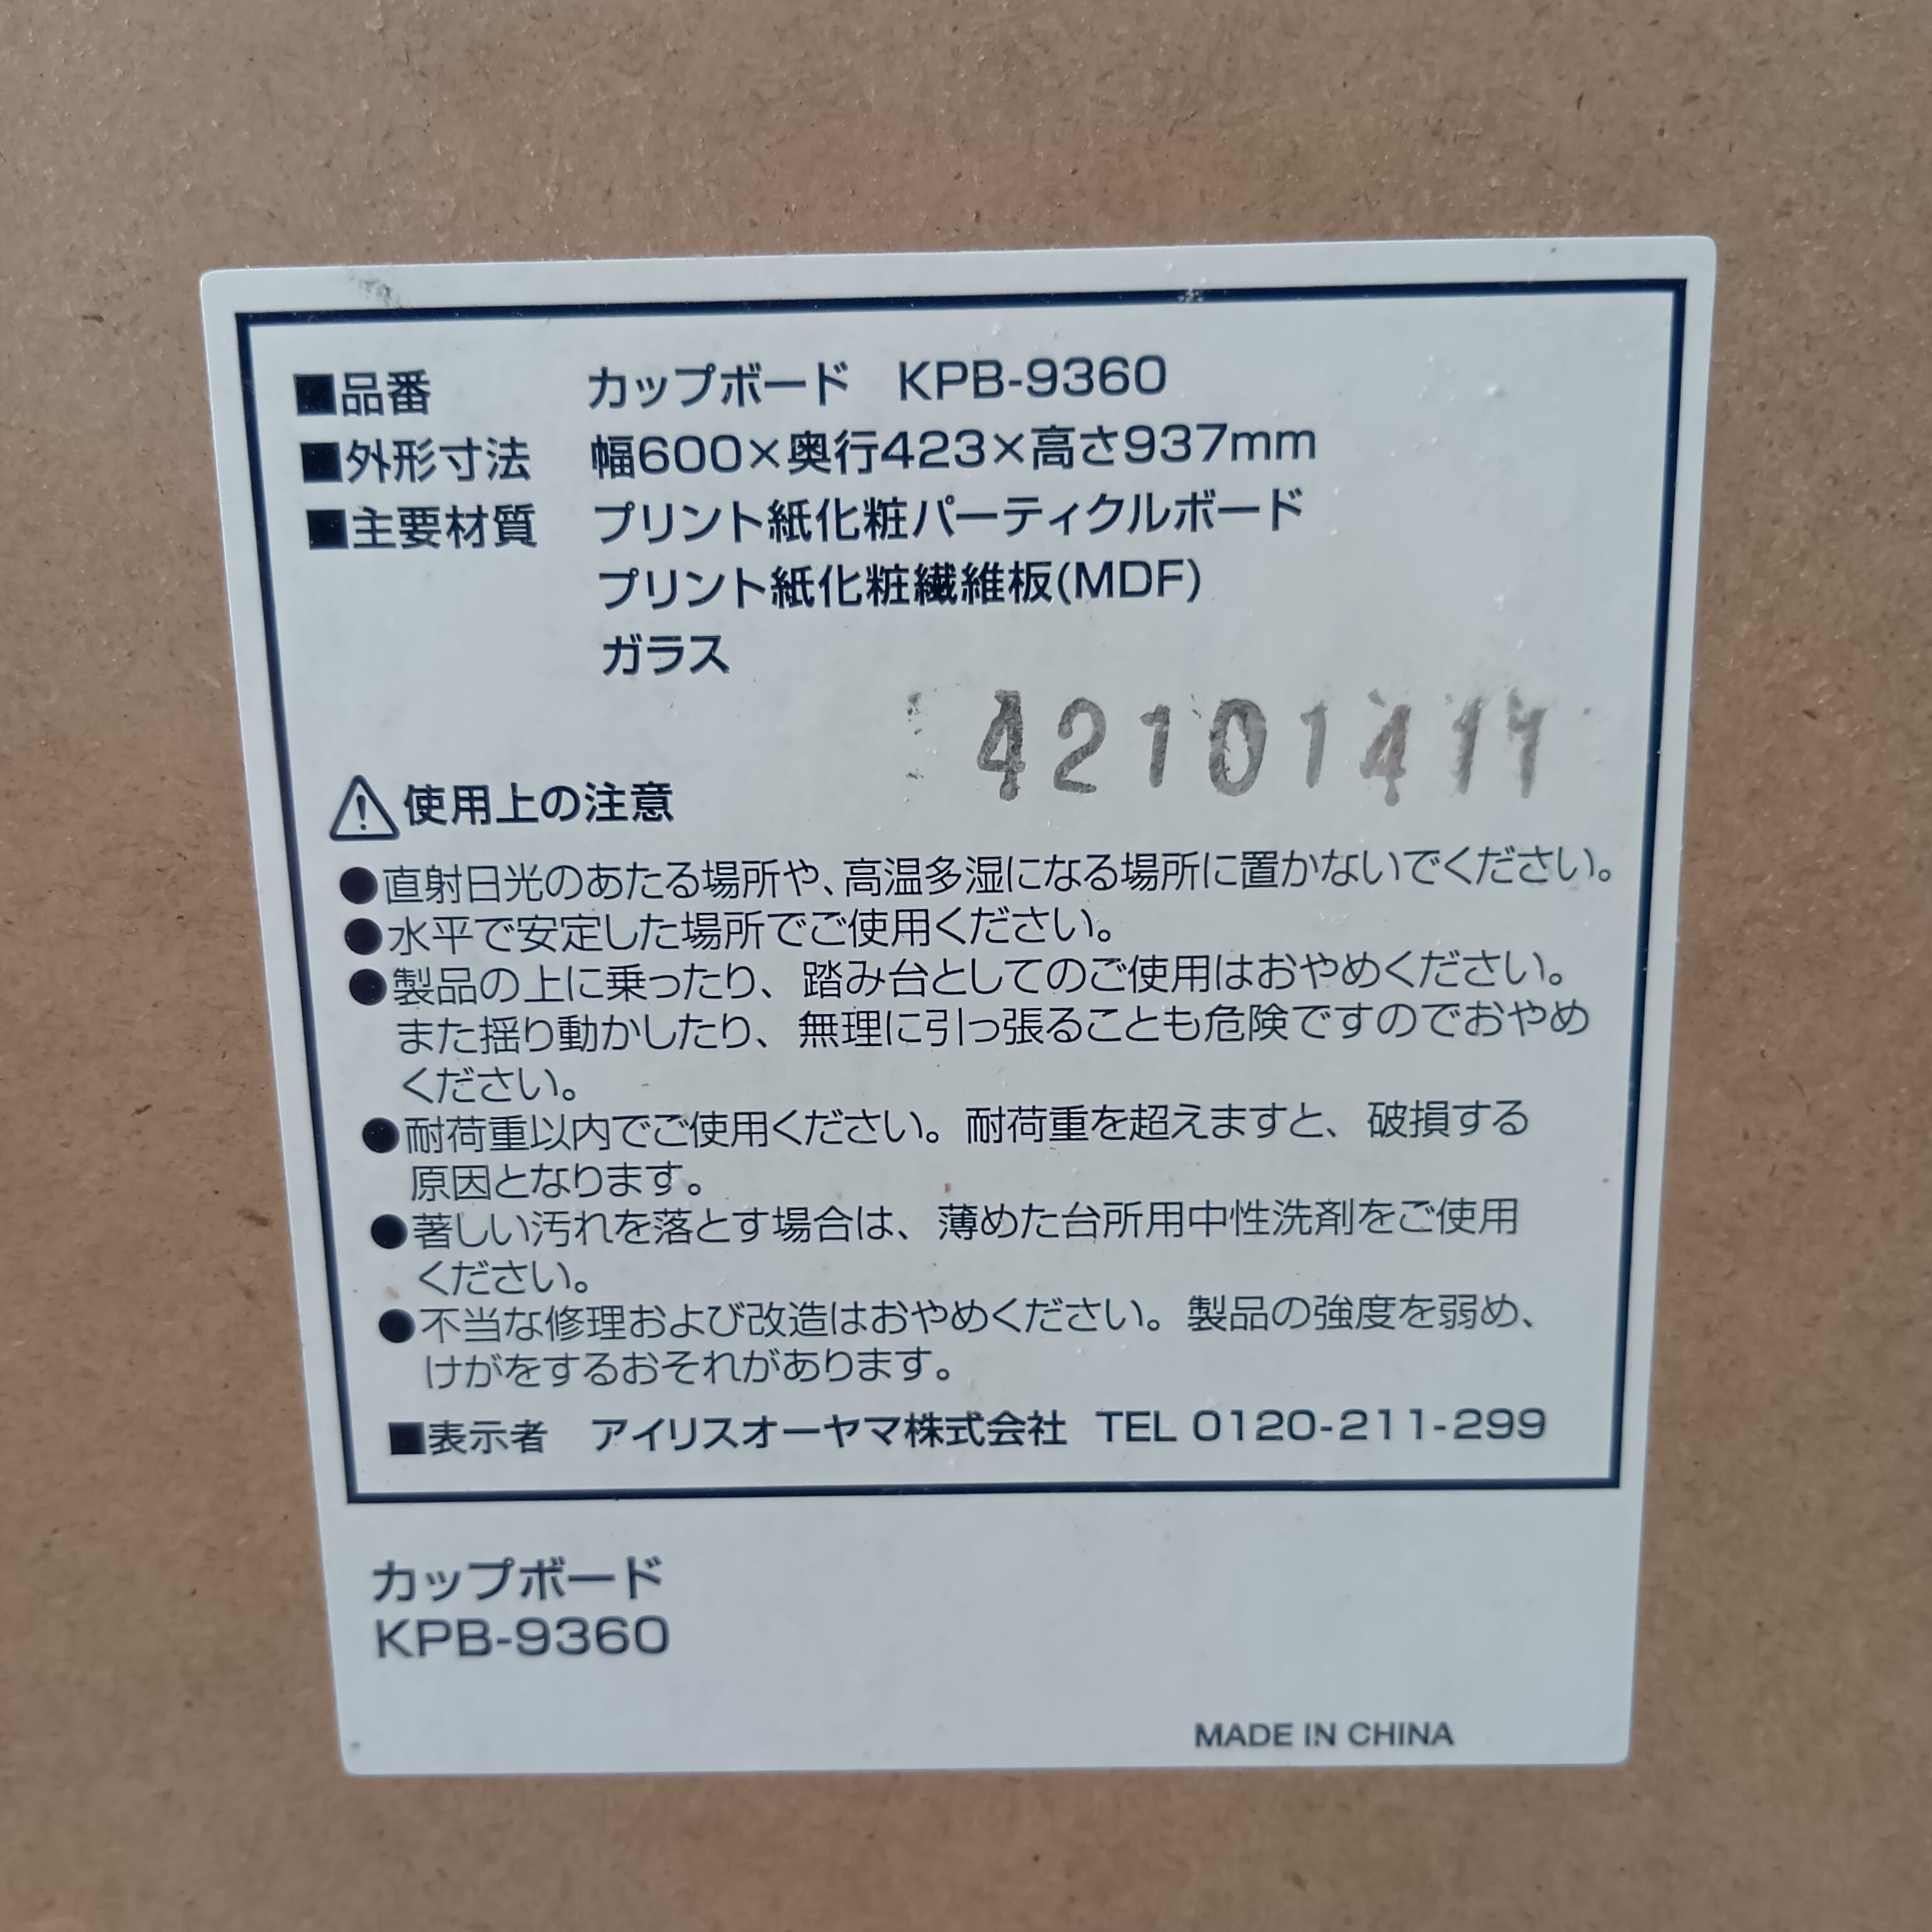 ■品番 カップボード KPB-9360
■外形寸法 幅600×奥行423×高さ937mm
■主要材質 プリント紙化粧パーティクルボード
プリント紙化粧繊維板(MDF)
ガラス
42101411
⚠使用上の注意
●直射日光のあたる場所や、高温多湿になる場所に置かないでください。
●水平で安定した場所でご使用ください。
●製品の上に乗ったり、踏み台としてのご使用はおやめください。
また揺り動かしたり、無理に引っ張ることも危険ですのでおやめ
ください。
●耐荷重以内でご使用ください。耐荷重を超えますと、破損する
原因となります。
●著しい汚れを落とす場合は、薄めた台所用中性洗剤をご使用
ください。
●不当な修理および改造はおやめください。製品の強度を弱め、
けがをするおそれがあります。
■表示者 アイリスオーヤマ株式会社 TEL 0120-211-299
カップボード
KPB-9360
MADE IN CHINA